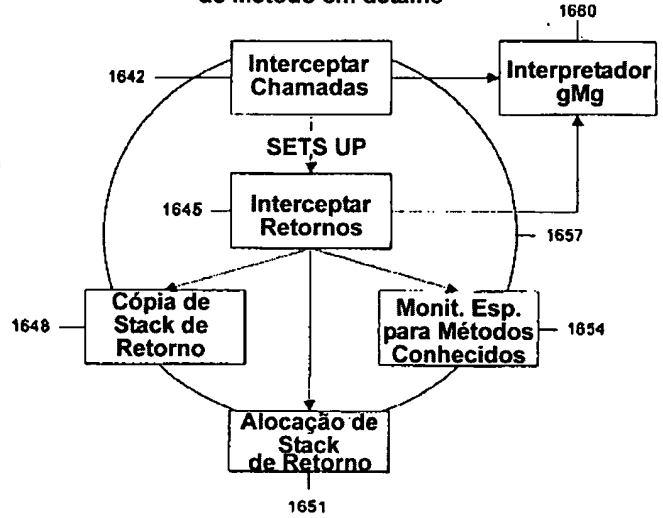 de Método em detalhe
1660
1642
Interceptar
Chamadas
Interpretador
gMg
SETS UP
1645
Interceptar
Retornos
1657
1648
Cópia de
Stack de
Retorno
Monit. Esp.
para Métodos
Conhecidos
1654
Alocação de
Stack
de Retorno
1651